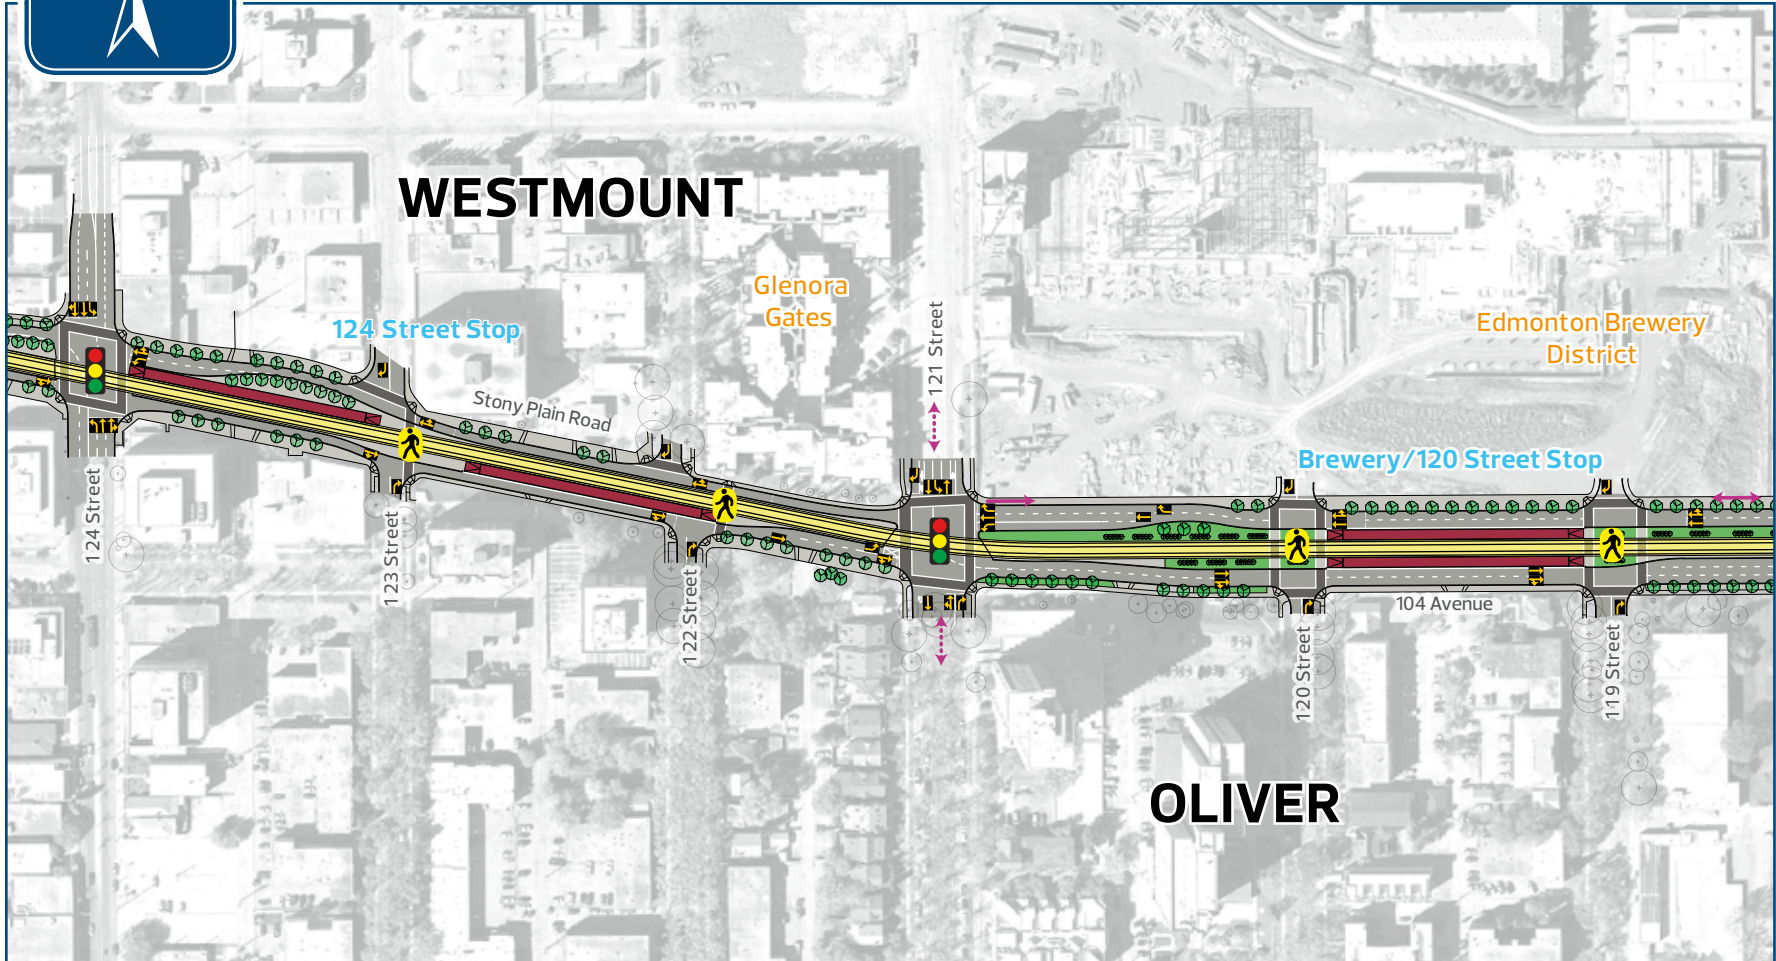 WESTMOUNT
Glenora
Gates
124 Street Stop
121 Street
Edmonton Brewery
District
Stony Plain Road
Brewery/120 Street Stop
124 Street
123 Street
122 Street
104 Avenue
120 Street
119 Street
OLIVER